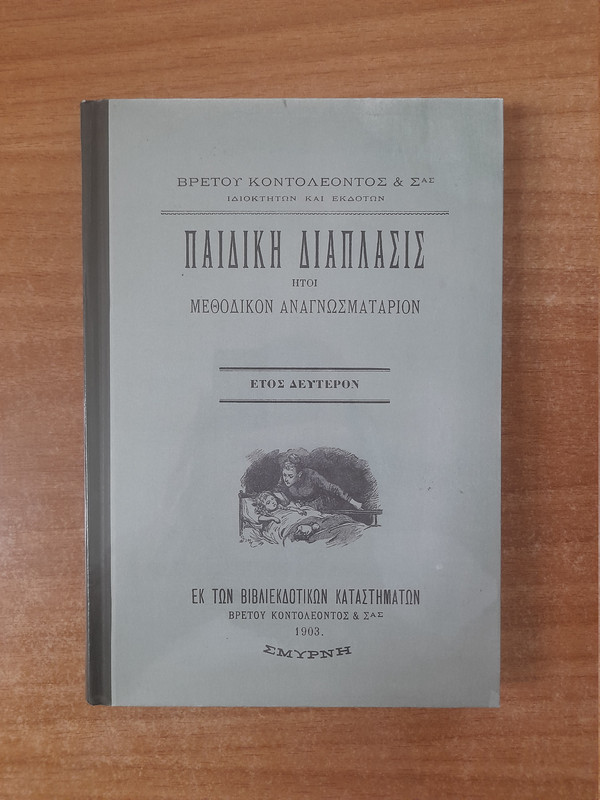 ΒΡΕΤΟΥ ΚΟΝΤΟΛΕΟΝΤΟΣ & ΣΑΣ
ΙΔΙΟΚΤΗΤΩΝ ΚΑΙ ΕΚΔΟΤΩΝ
ΠΑΙΔΙΚΗ ΔΙΑΠΛΑΣΙΣ
ΗΤΟΙ
ΜΕΘΟΔΙΚΟΝ ΑΝΑΓΝΩΣΜΑΤΑΡΙΟΝ
ΕΤΟΣ ΔΕΥΤΕΡΟΝ
ΕΚ ΤΩΝ ΒΙΒΛΙΕΚΔΟΤΙΚΩΝ ΚΑΤΑΣΤΗΜΑΤΩΝ
ΒΡΕΤΟΥ ΚΟΝΤΟΛΕΟΝΤΟΣ & ΣΑΣ
1903.
ΣΜΥΡΝΗ